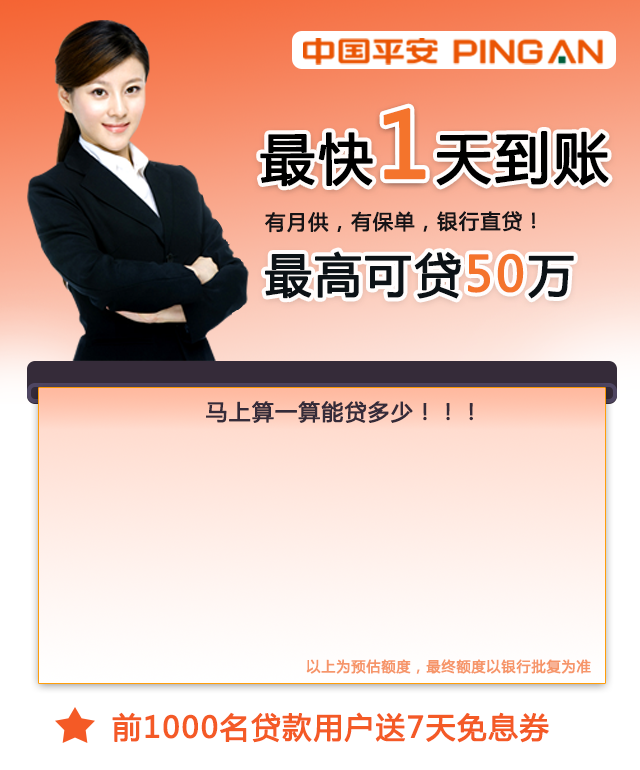 中国平安 PING AN
最快1天到账
有月供，有保单，银行直贷！
最高可贷50万
马上算一算能贷多少！！！
以上为预估额度，最终额度以银行批复为准
前1000名贷款用户送7天免息券